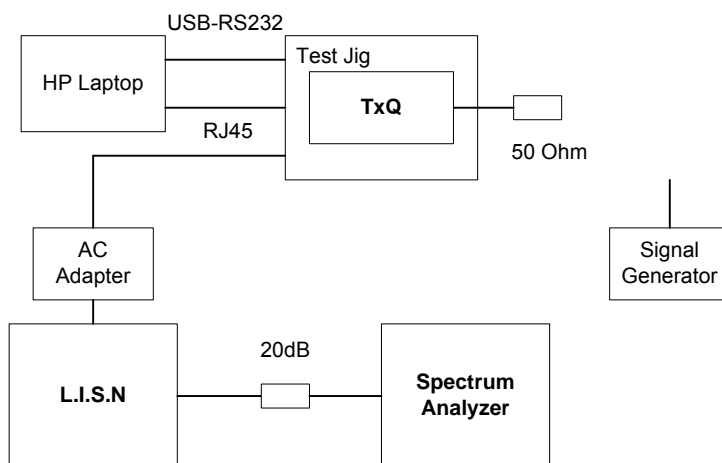 USB-RS232
Test Jig
HP Laptop
TxQ
RJ45
50 Ohm
AC
Adapter
Signal
Generator
20dB
L.I.S.N
Spectrum
Analyzer